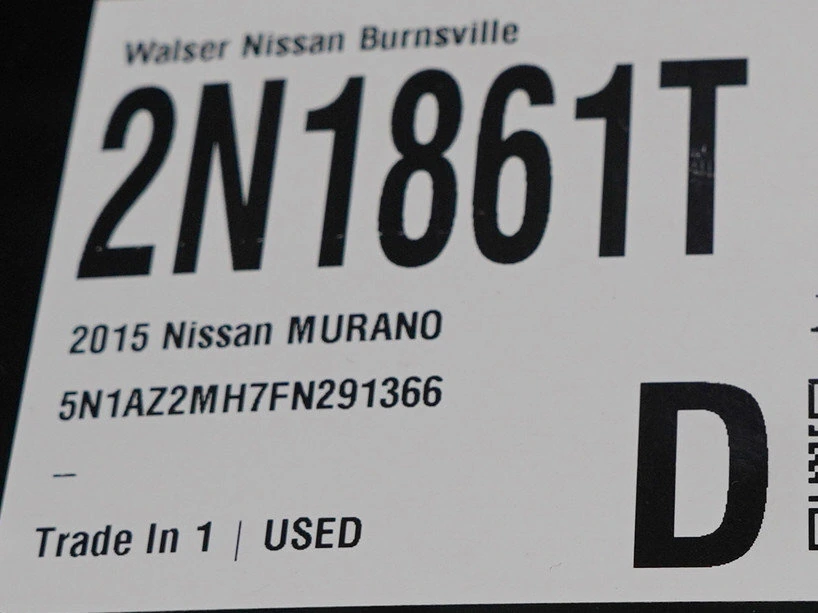 Walser Nissan Burnsville
2N1861T
2015 Nissan MURANO
5N1AZ2MH7FN291366
–
Trade In 1 | USED
D